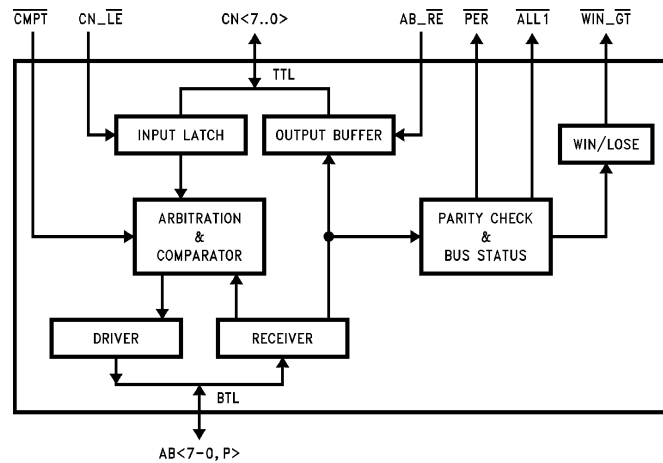 CMPT CN_LE CN<7..0> AB_RE PER ALL1 WIN_GT
TTL
INPUT LATCH OUTPUT BUFFER WIN/LOSE
ARBITRATION
&
COMPARATOR
PARITY CHECK
&
BUS STATUS
DRIVER RECEIVER
BTL
AB<7-0,P>